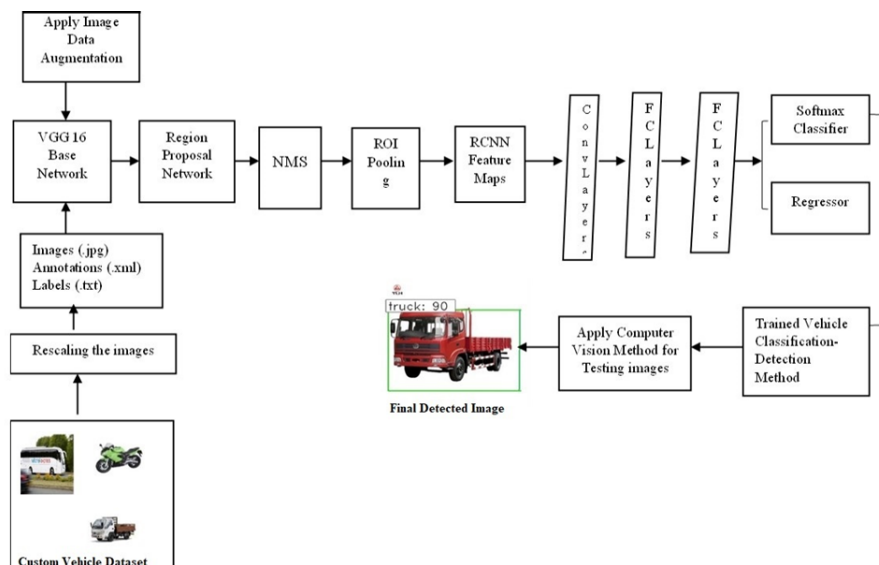 Apply Image
Data
Augmentation
VGG 16
Base
Network
Region
Proposal
Network
NMS
ROI
Poolin
g
RCNN
Feature
Maps
ConvLayer
FCLayers
FCLayers
Softmax
Classifier
Regressor
Images (.jpg)
Annotations (.xml)
Labels (.txt)
Rescaling the images
truck: 90
Final Detected Image
Apply Computer
Vision Method for
Testing images
Trained Vehicle
Classification-
Detection
Method
Custom Vehicle Dataset